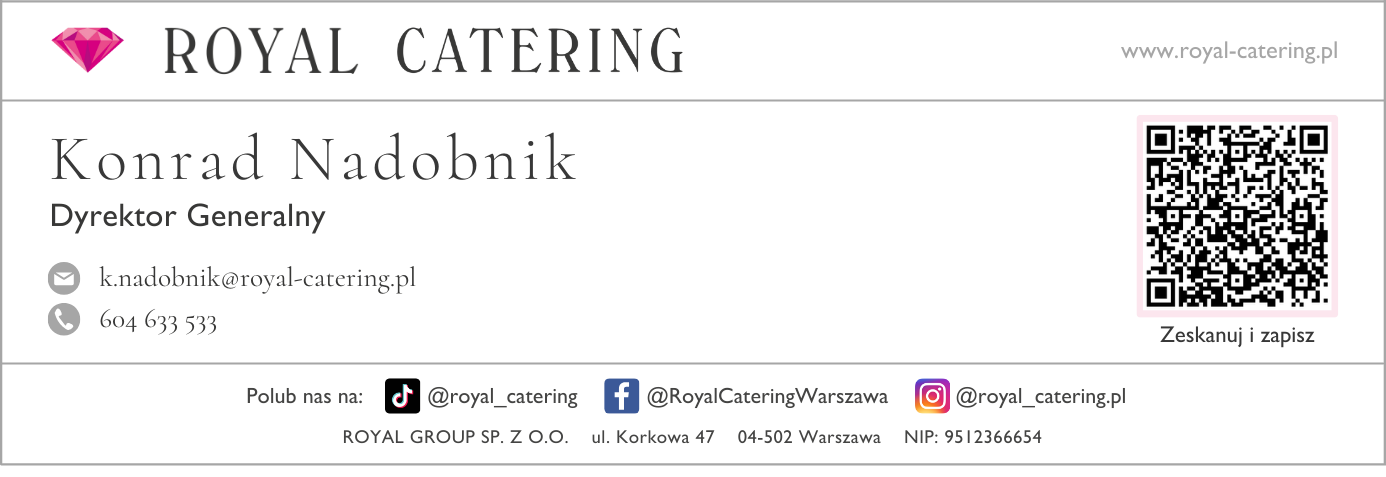 ROYAL CATERING
www.royal-catering.pl
Konrad Nadobnik
Dyrektor Generalny
k.nadobnik@royal-catering.pl
604 633 533
Zeskanuj i zapisz
Polub nas na: @royal_catering @RoyalCateringWarszawa @royal_catering.pl
ROYAL GROUP SP. Z O.O. ul. Korkowa 47 04-502 Warszawa NIP: 9512366654